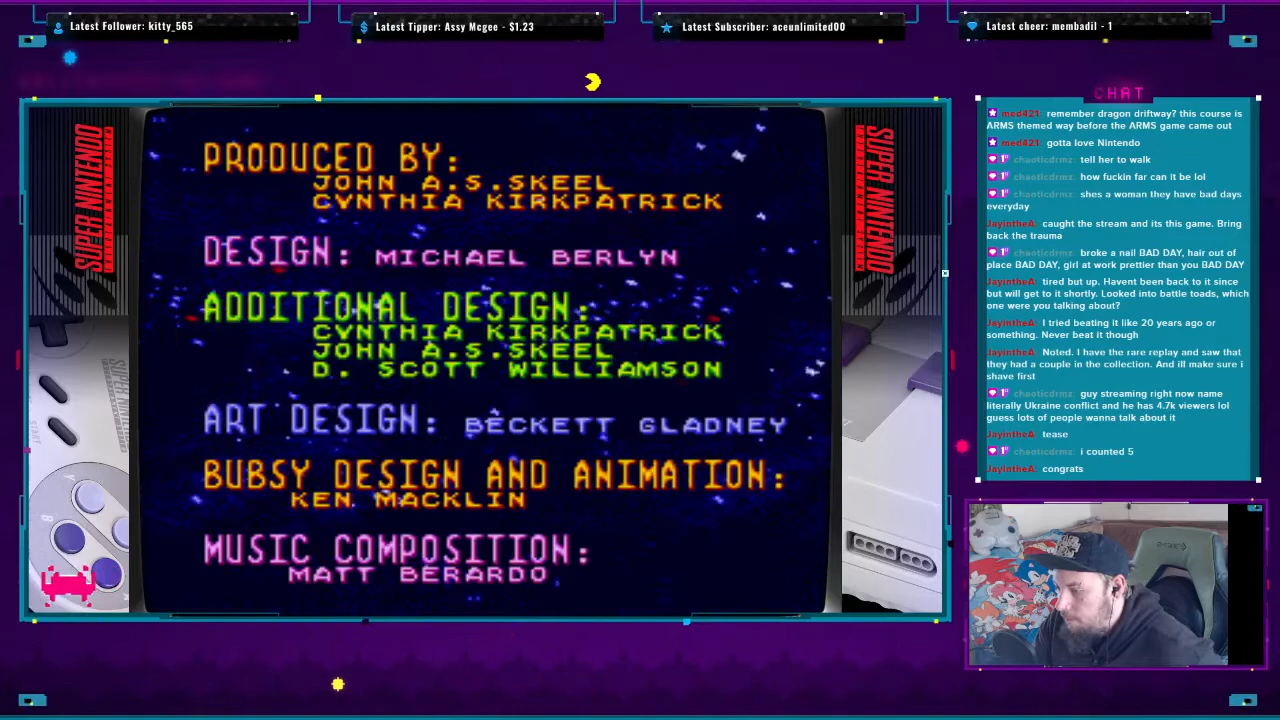 Latest Follower: kitty_565
Latest Tipper: Assy Mcgee - $1.23
Latest Subscriber: aceunlimited00
Latest cheer: membadil - 1
SUPER NINTENDO
PRODUCED BY:
JOHN A.S.SKEEL
CYNTHIA KIRKPATRICK
DESIGN: MICHAEL BERLYN
ADDITIONAL DESIGN:
CYNTHIA KIRKPATRICK
JOHN A.S.SKEEL
D. SCOTT WILLIAMSON
ART DESIGN: BECKETT GLADNEY
BUBSY DESIGN AND ANIMATION:
KEN MACKLIN
MUSIC COMPOSITION:
MATT BERARDO
SUPER NINTENDO
CHAT
med421: remember dragon driftway? this course is
ARMS themed way before the ARMS game came out
med421: gotta love Nintendo
chaoticdrmz: tell her to walk
chaoticdrmz: how fuckin far can it be lol
chaoticdrmz: shes a woman they have bad days
everyday
JayintheA: caught the stream and its this game. Bring
back the trauma
chaoticdrmz: broke a nail BAD DAY, hair out of
place BAD DAY, girl at work prettier than you BAD DAY
JayintheA: tired but up. Havent been back to it since
but will get to it shortly. Looked into battle toads, which
one were you talking about?
JayintheA: I tried beating it like 20 years ago or
something. Never beat it though
JayintheA: Noted. I have the rare replay and saw that
they had a couple in the collection. And ill make sure i
shave first
chaoticdrmz: guy streaming right now name
literally Ukraine conflict and he has 4.7k viewers lol
guess lots of people wanna talk about it
JayintheA: tease
chaoticdrmz: i counted 5
JayintheA: congrats